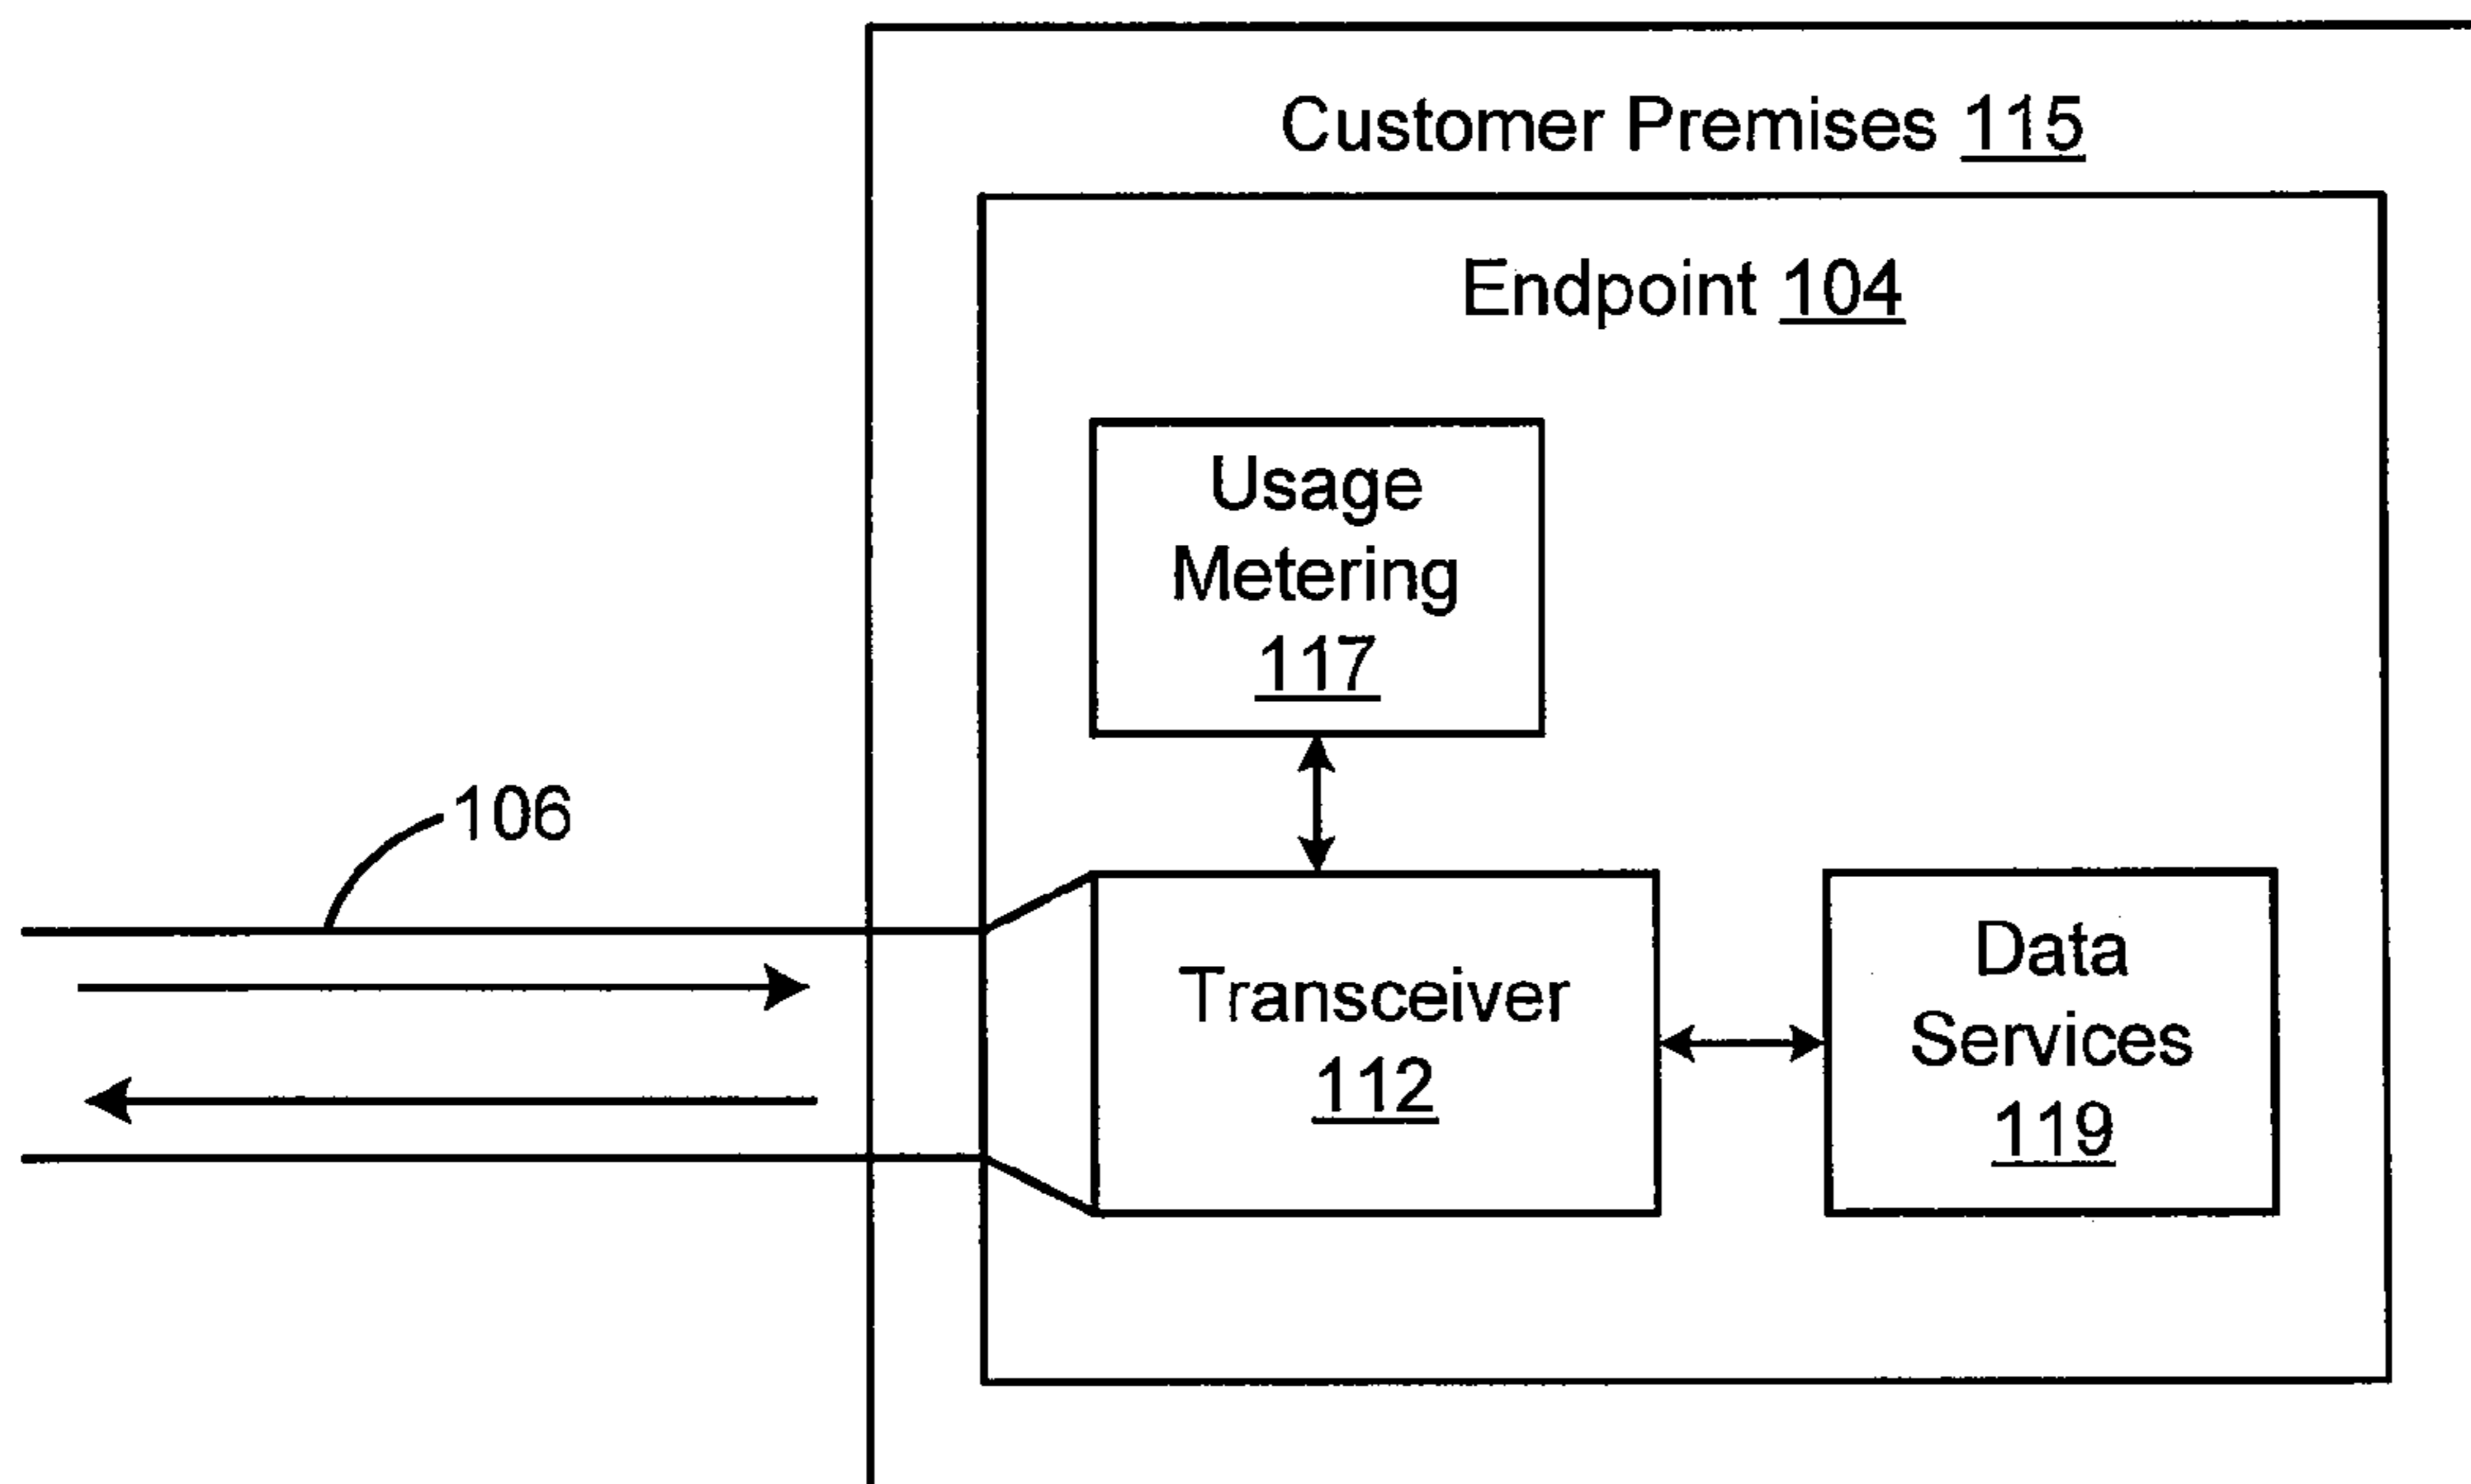 Customer Premises 115
Endpoint 104
Usage
Metering
117
106
Transceiver
112
Data
Services
119